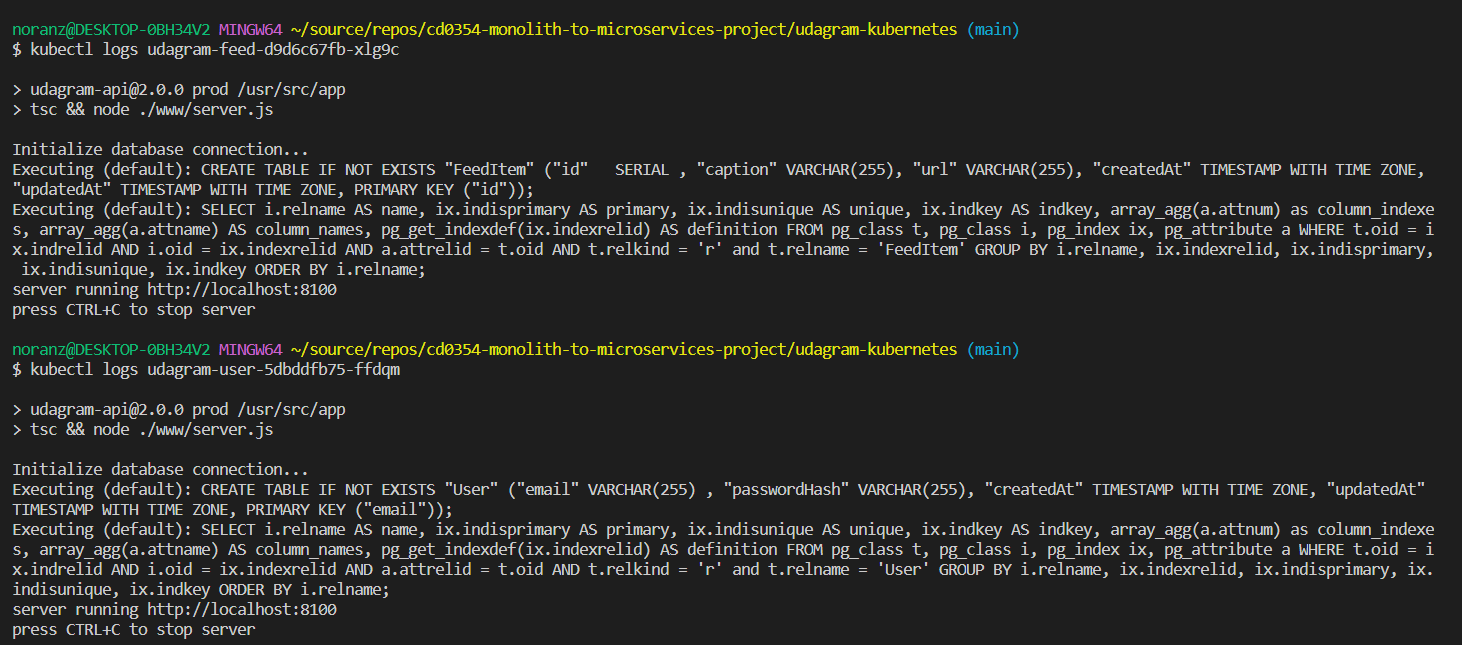 noranz@DESKTOP-0BH34V2 MINGW64 ~/source/repos/cd0354-monolith-to-microservices-project/udagram-kubernetes (main)
$ kubectl logs udagram-feed-d9d6c67fb-xlg9c
> udagram-api@2.0.0 prod /usr/src/app
> tsc && node ./www/server.js
Initialize database connection...
Executing (default): CREATE TABLE IF NOT EXISTS "FeedItem" ("id"   SERIAL , "caption" VARCHAR(255), "url" VARCHAR(255), "createdAt" TIMESTAMP WITH TIME ZONE,
"updatedAt" TIMESTAMP WITH TIME ZONE, PRIMARY KEY ("id"));
Executing (default): SELECT i.relname AS name, ix.indisprimary AS primary, ix.indisunique AS unique, ix.indkey AS indkey, array_agg(a.attnum) as column_indexe
s, array_agg(a.attname) AS column_names, pg_get_indexdef(ix.indexrelid) AS definition FROM pg_class t, pg_class i, pg_index ix, pg_attribute a WHERE t.oid = i
x.indrelid AND i.oid = ix.indexrelid AND a.attrelid = t.oid AND t.relkind = 'r' and t.relname = 'FeedItem' GROUP BY i.relname, ix.indexrelid, ix.indisprimary,
 ix.indisunique, ix.indkey ORDER BY i.relname;
server running http://localhost:8100
press CTRL+C to stop server
noranz@DESKTOP-0BH34V2 MINGW64 ~/source/repos/cd0354-monolith-to-microservices-project/udagram-kubernetes (main)
$ kubectl logs udagram-user-5dbddfb75-ffdqm
> udagram-api@2.0.0 prod /usr/src/app
> tsc && node ./www/server.js
Initialize database connection...
Executing (default): CREATE TABLE IF NOT EXISTS "User" ("email" VARCHAR(255) , "passwordHash" VARCHAR(255), "createdAt" TIMESTAMP WITH TIME ZONE, "updatedAt"
TIMESTAMP WITH TIME ZONE, PRIMARY KEY ("email"));
Executing (default): SELECT i.relname AS name, ix.indisprimary AS primary, ix.indisunique AS unique, ix.indkey AS indkey, array_agg(a.attnum) as column_indexe
s, array_agg(a.attname) AS column_names, pg_get_indexdef(ix.indexrelid) AS definition FROM pg_class t, pg_class i, pg_index ix, pg_attribute a WHERE t.oid = i
x.indrelid AND i.oid = ix.indexrelid AND a.attrelid = t.oid AND t.relkind = 'r' and t.relname = 'User' GROUP BY i.relname, ix.indexrelid, ix.indisprimary, ix.
indisunique, ix.indkey ORDER BY i.relname;
server running http://localhost:8100
press CTRL+C to stop server